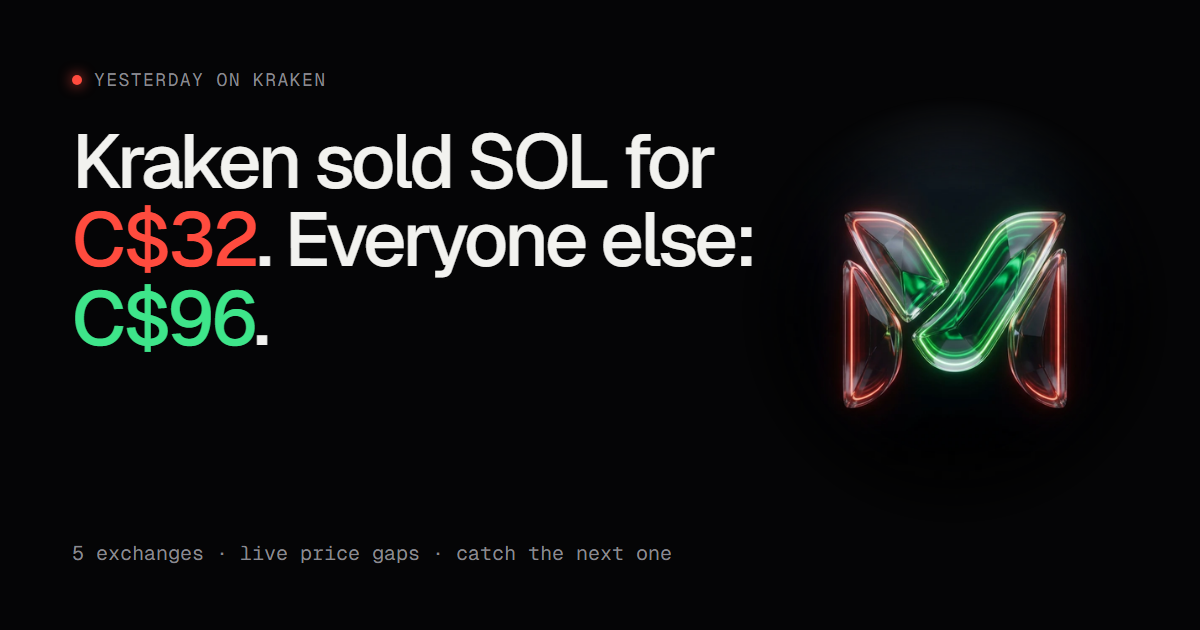 YESTERDAY ON KRAKEN
Kraken sold SOL for
C$32. Everyone else:
C$96.
5 exchanges · live price gaps · catch the next one